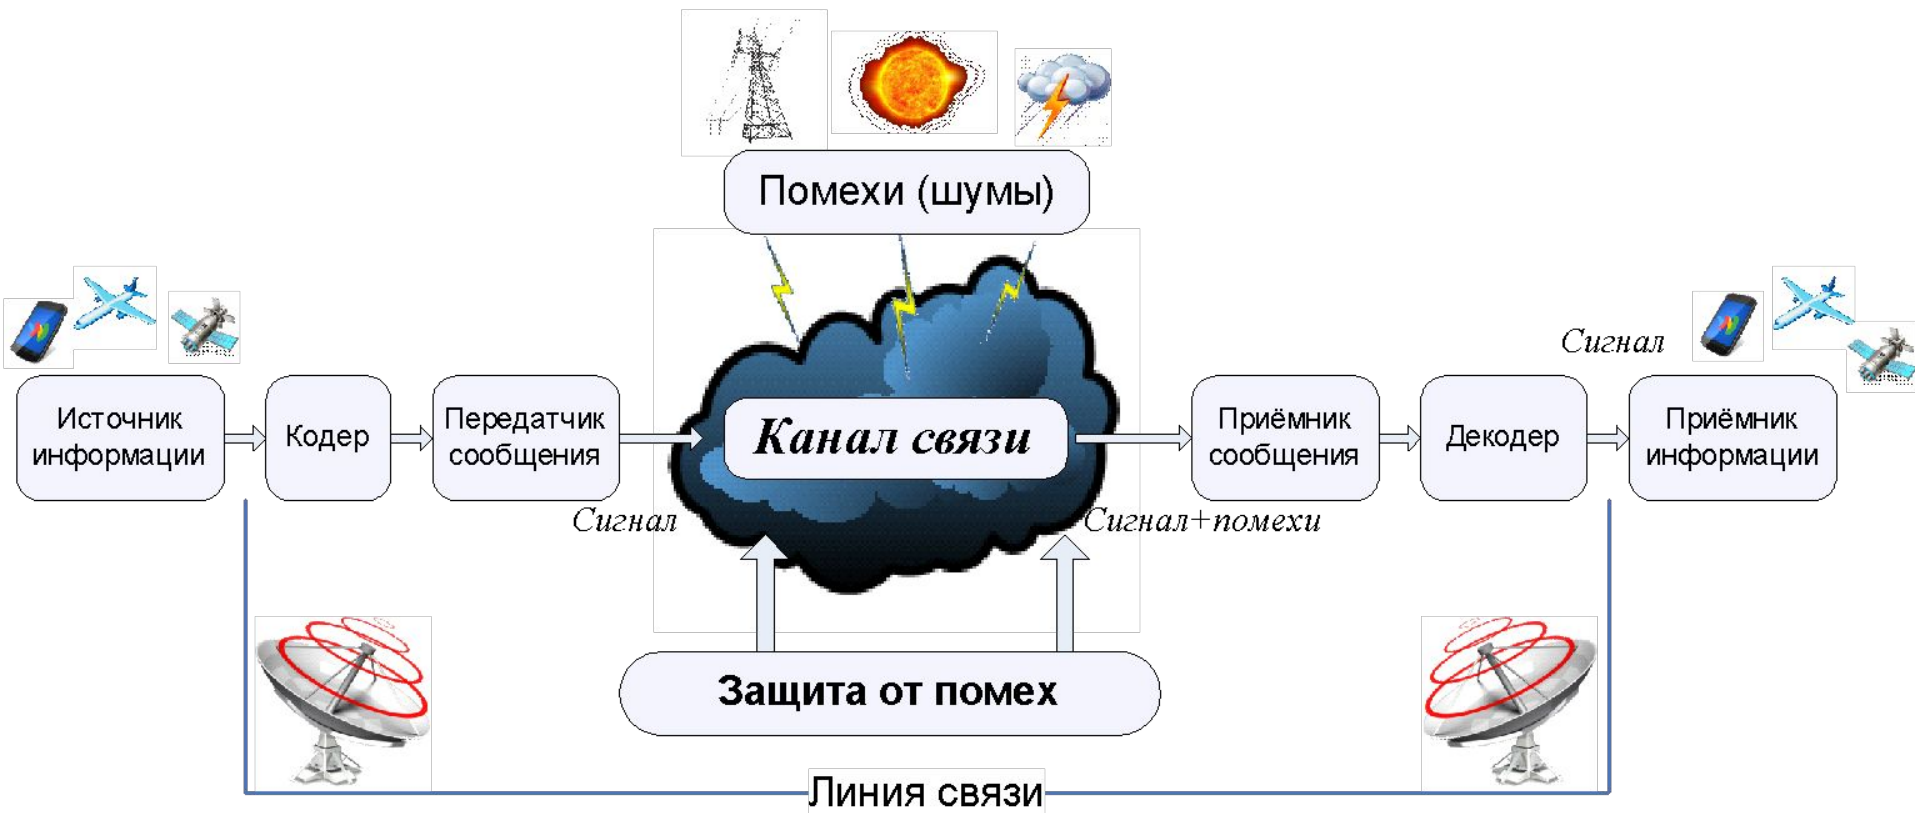 Помехи (шумы)
Сигнал
Источник
информации
Кодер
Передатчик
сообщения
Канал связи
Приёмник
сообщения
Декодер
Приёмник
информации
Сигнал
Сигнал+помехи
Защита от помех
Линия связи